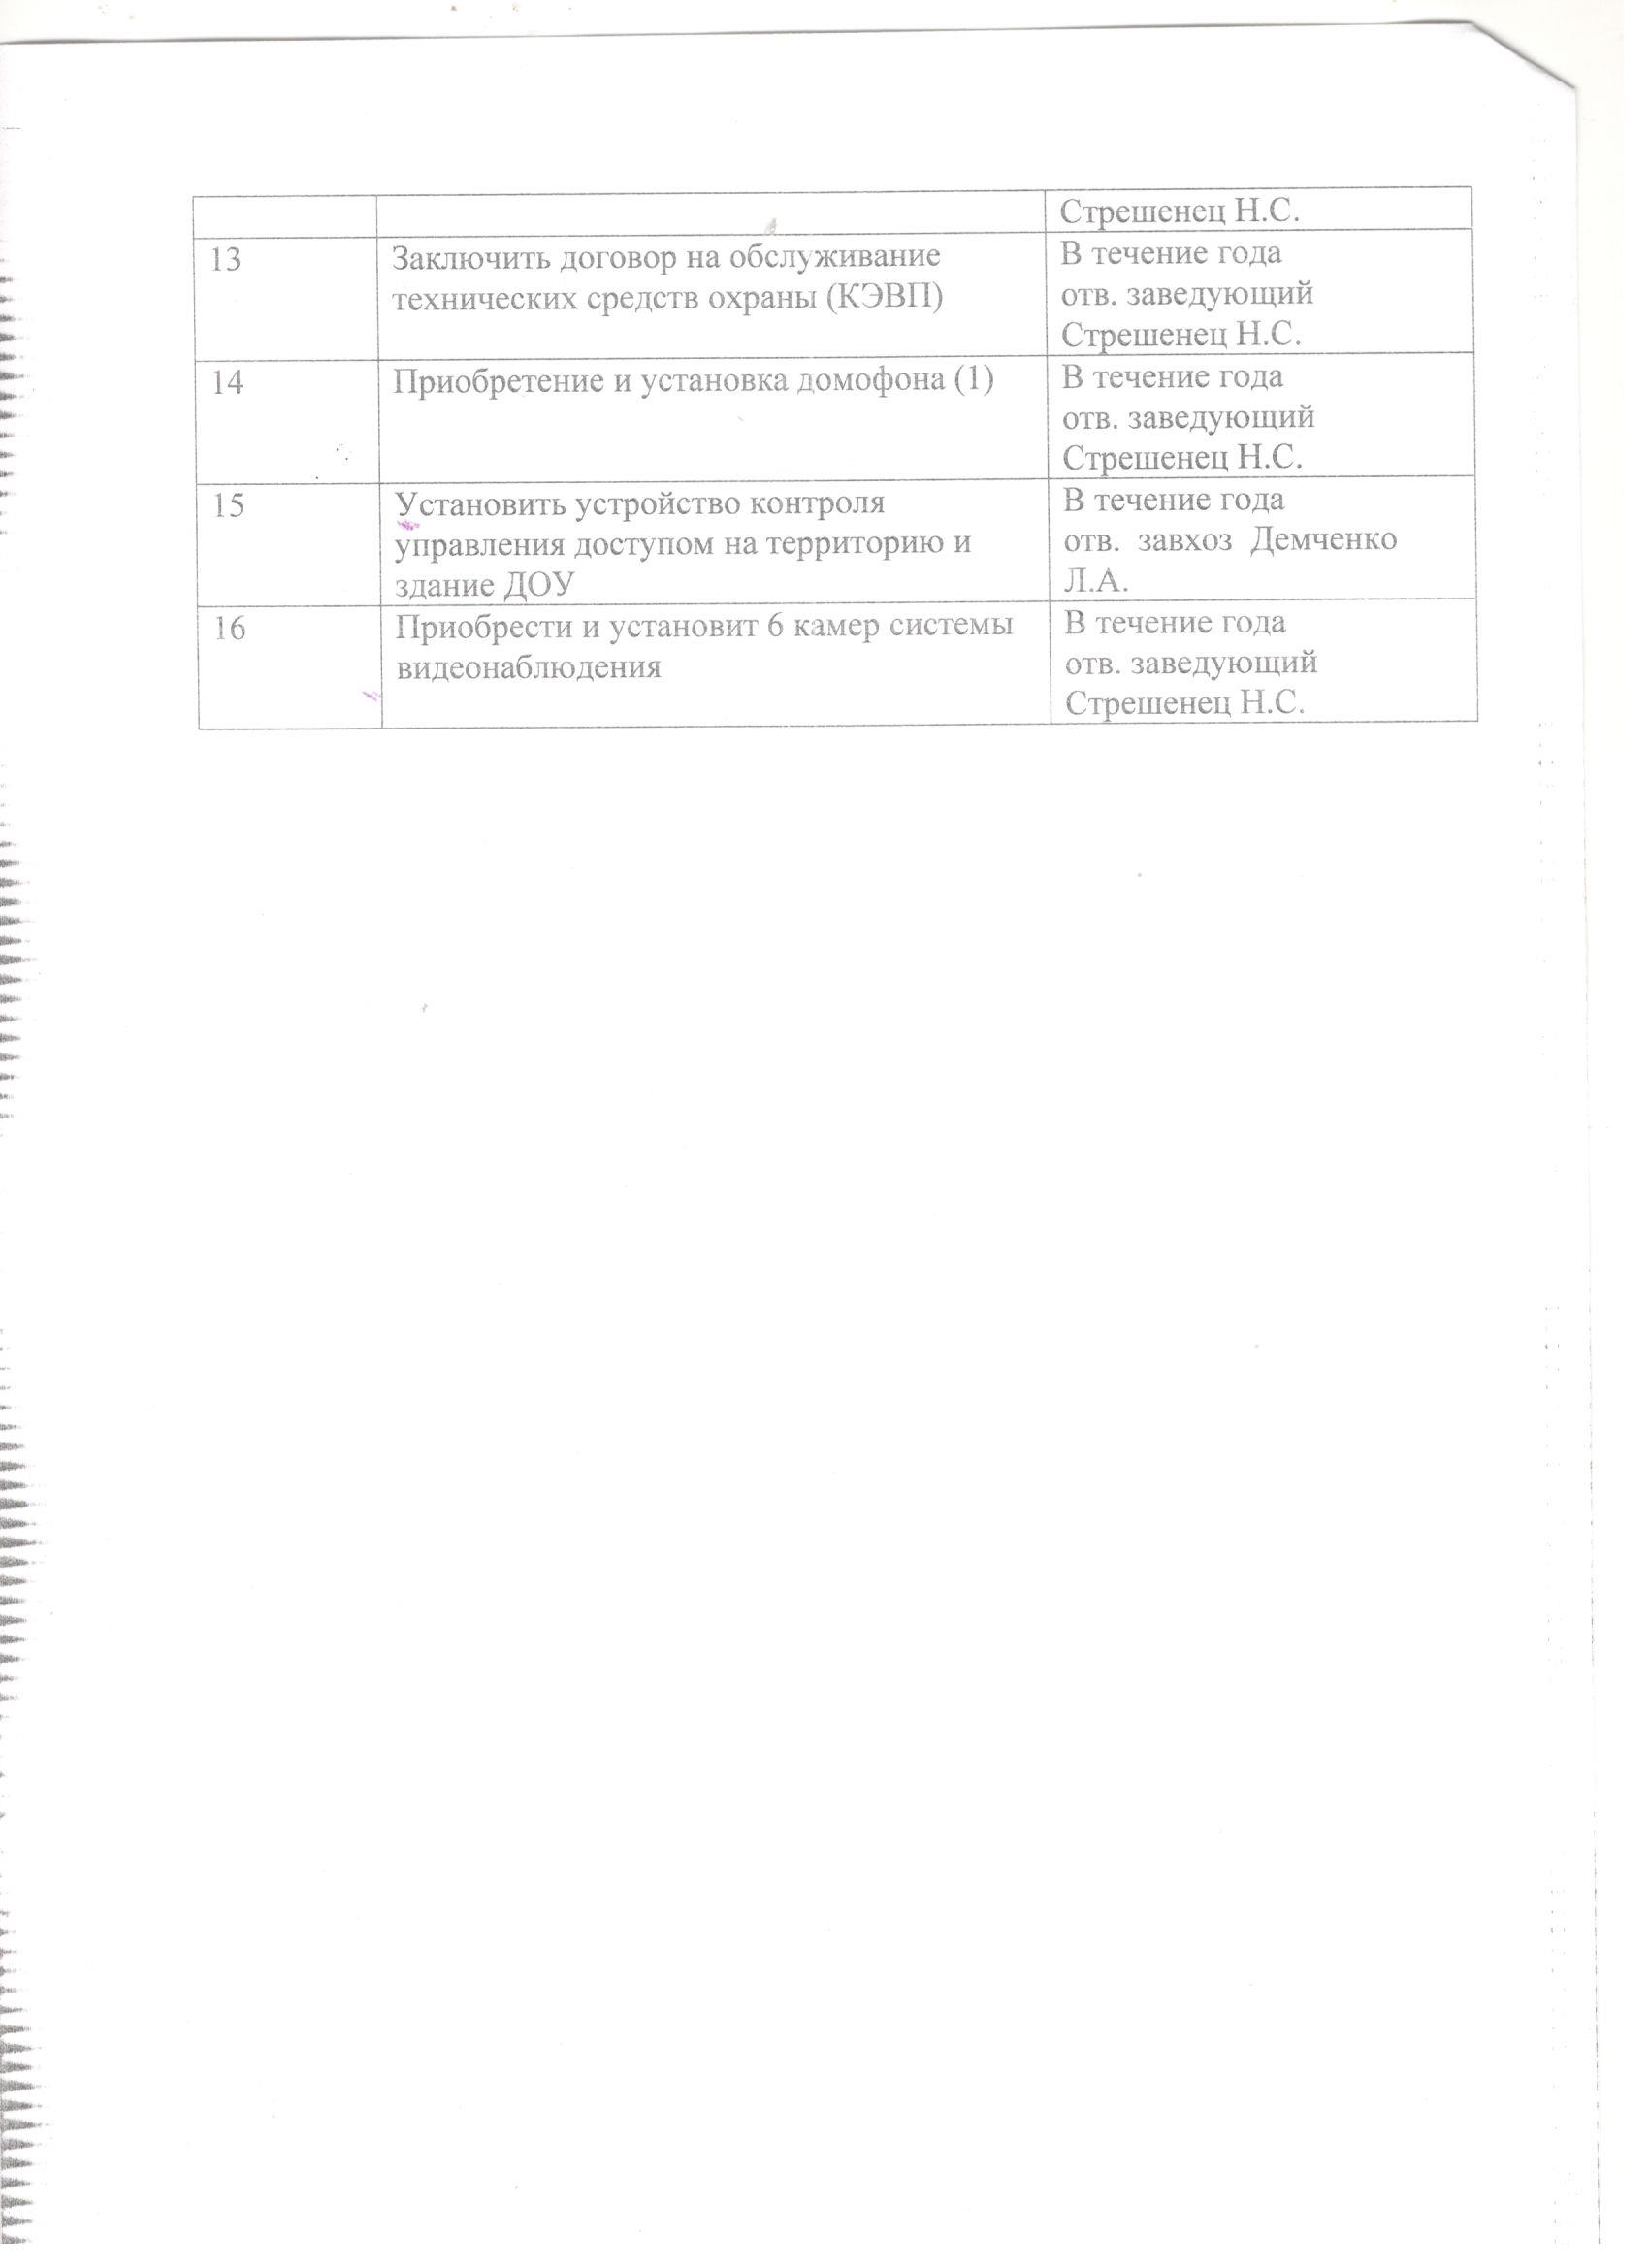 Стрешенец Н.С.
13
Заключить договор на обслуживание
технических средств охраны (КЭВП)
В течение года
отв. заведующий
Стрешенец Н.С.
14
Приобретение и установка домофона (1)
В течение года
отв. заведующий
Стрешенец Н.С.
15
Установить устройство контроля
управления доступом на территорию и
здание ДОУ
В течение года
отв. завхоз Демченко
Л.А.
16
Приобрести и установит 6 камер системы
видеонаблюдения
В течение года
отв. заведующий
Стрешенец Н.С.